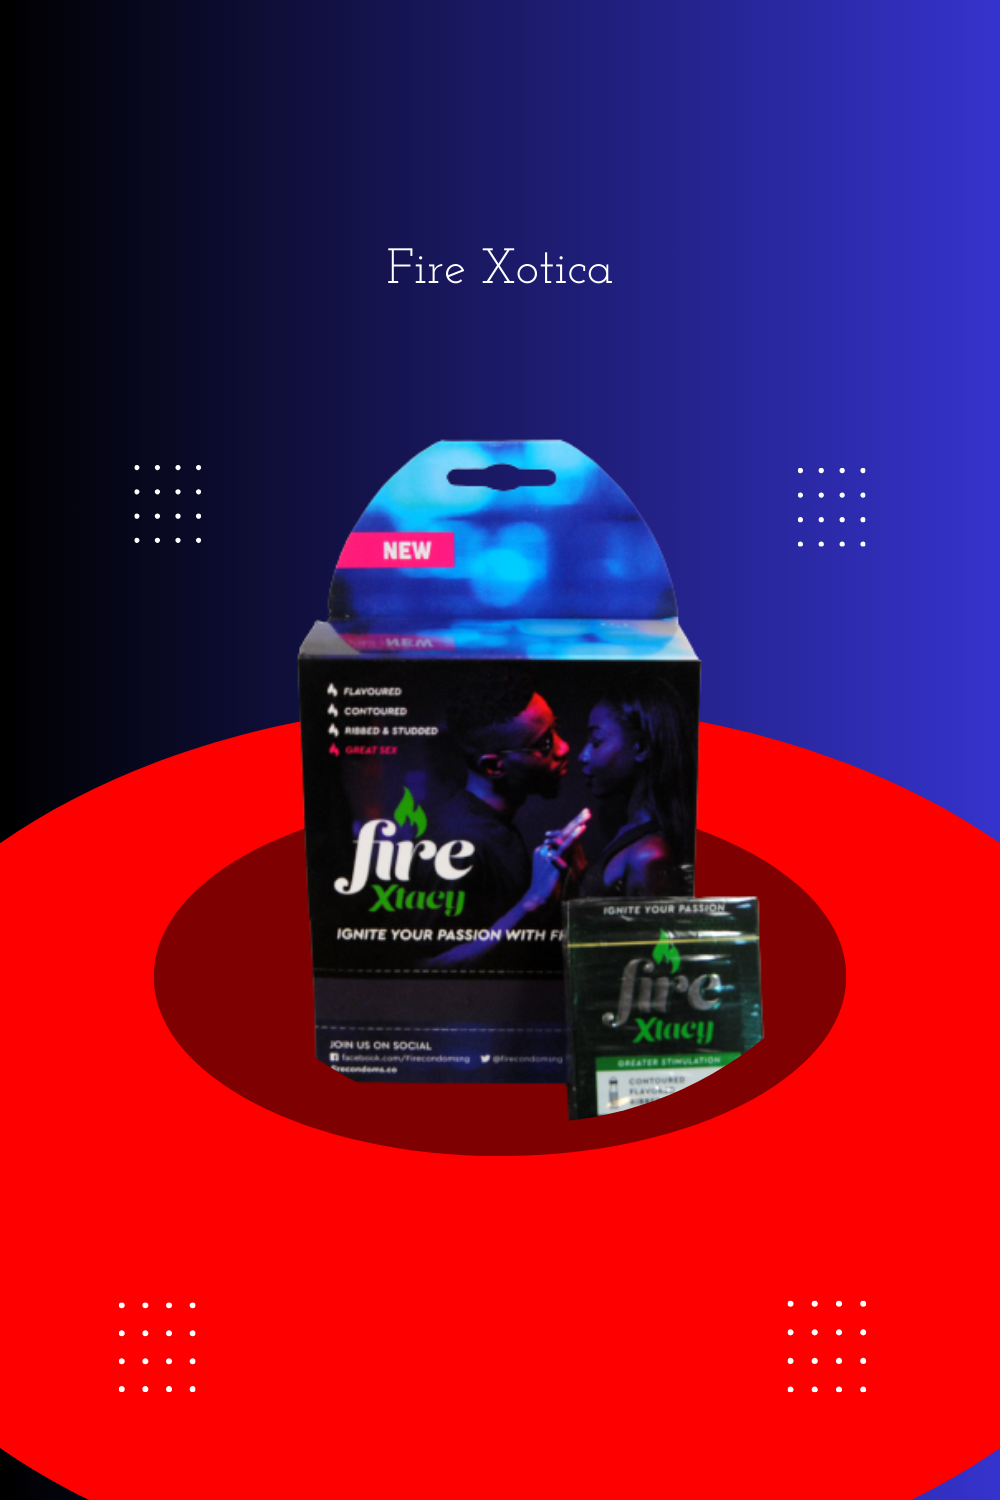 Fire Xotica
NEW
FLAVOURED
CONTOURED
RIBBED & STUDDED
GREAT SEX
fire
Xtacy
IGNITE YOUR PASSION WITH
JOIN US ON SOCIAL
facebook.com/firecondomsng @firecondomsng
firecondoms.co
IGNITE YOUR PASSION
fire
Xtacy
GREATER STIMULATION
CONTOURED
FLAVOURED